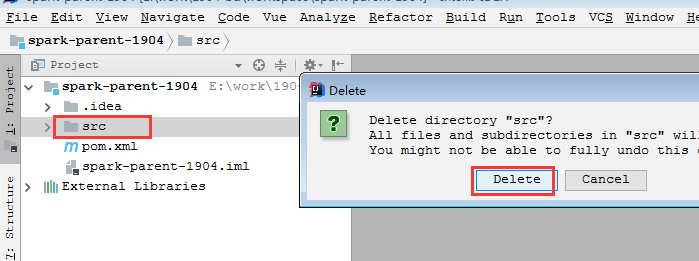 File Edit View Navigate Code Vue Analyze Refactor Build Run Tools VCS Window He
spark-parent-1904 src
Project
spark-parent-1904 E:\work\190
.idea
src
pom.xml
spark-parent-1904.iml
External Libraries
1: Project
7: Structure
Delete
Delete directory "src"?
All files and subdirectories in "src" wil
You might not be able to fully undo this
Delete Cancel